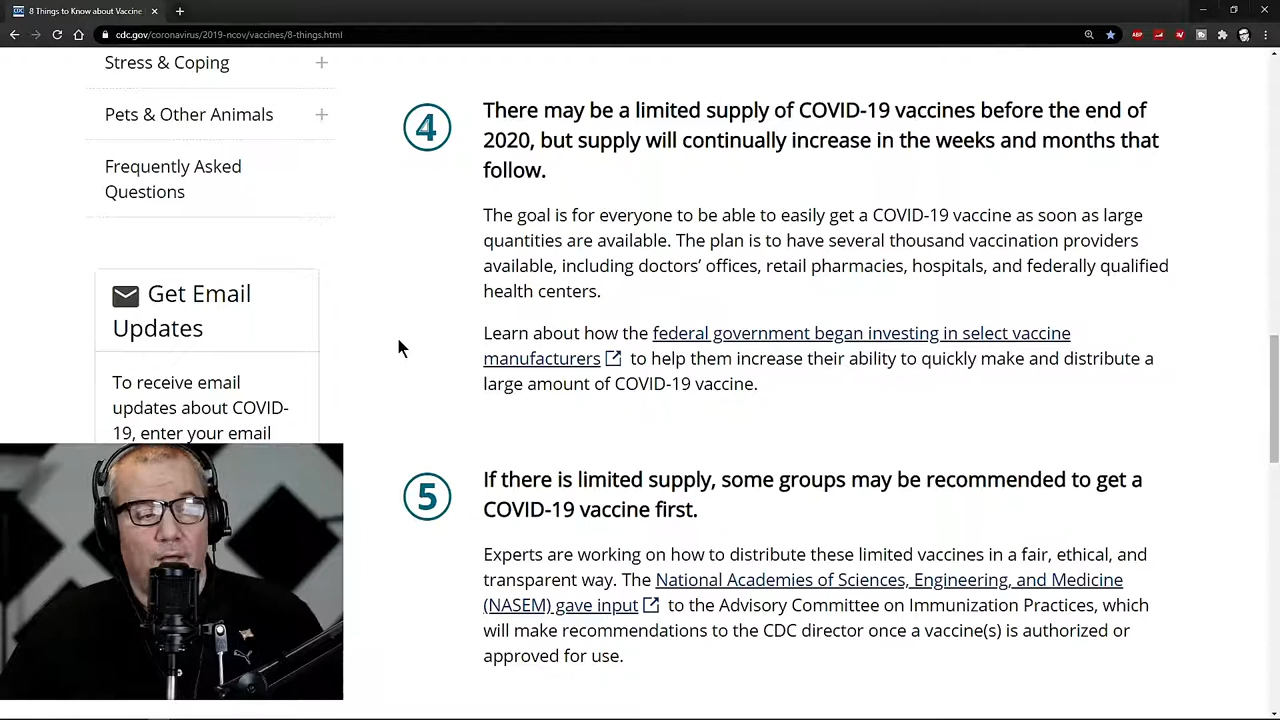 8 Things to Know about Vaccine
cdc.gov/coronavirus/2019-ncov/vaccines/8-things.html
Stress & Coping
Pets & Other Animals
Frequently Asked
Questions
Get Email
Updates
To receive email
updates about COVID-
19, enter your email
4
There may be a limited supply of COVID-19 vaccines before the end of
2020, but supply will continually increase in the weeks and months that
follow.
The goal is for everyone to be able to easily get a COVID-19 vaccine as soon as large
quantities are available. The plan is to have several thousand vaccination providers
available, including doctors’ offices, retail pharmacies, hospitals, and federally qualified
health centers.
Learn about how the federal government began investing in select vaccine
manufacturers to help them increase their ability to quickly make and distribute a
large amount of COVID-19 vaccine.
5
If there is limited supply, some groups may be recommended to get a
COVID-19 vaccine first.
Experts are working on how to distribute these limited vaccines in a fair, ethical, and
transparent way. The National Academies of Sciences, Engineering, and Medicine
(NASEM) gave input to the Advisory Committee on Immunization Practices, which
will make recommendations to the CDC director once a vaccine(s) is authorized or
approved for use.